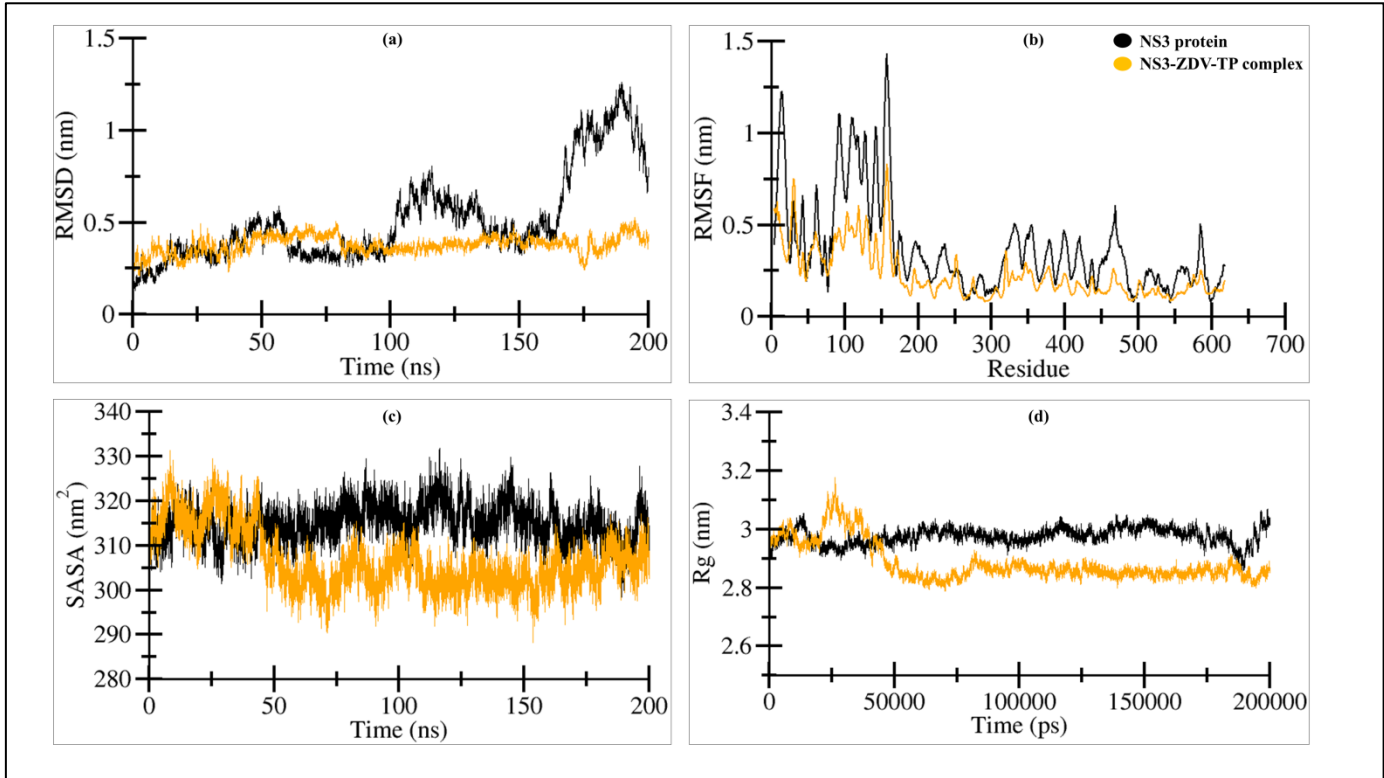 (a)
1.5
1
0.5
0
RMSD (nm)
0 50 100 150 200
Time (ns)
(b)
NS3 protein
NS3-ZDV-TP complex
1.5
1
0.5
0
RMSF (nm)
0 100 200 300 400 500 600 700
Residue
(c)
340
330
320
310
300
290
280
SASA (nm²)
0 50 100 150 200
Time (ns)
(d)
3.4
3.2
3
2.8
2.6
Rg (nm)
0 50000 100000 150000 200000
Time (ps)